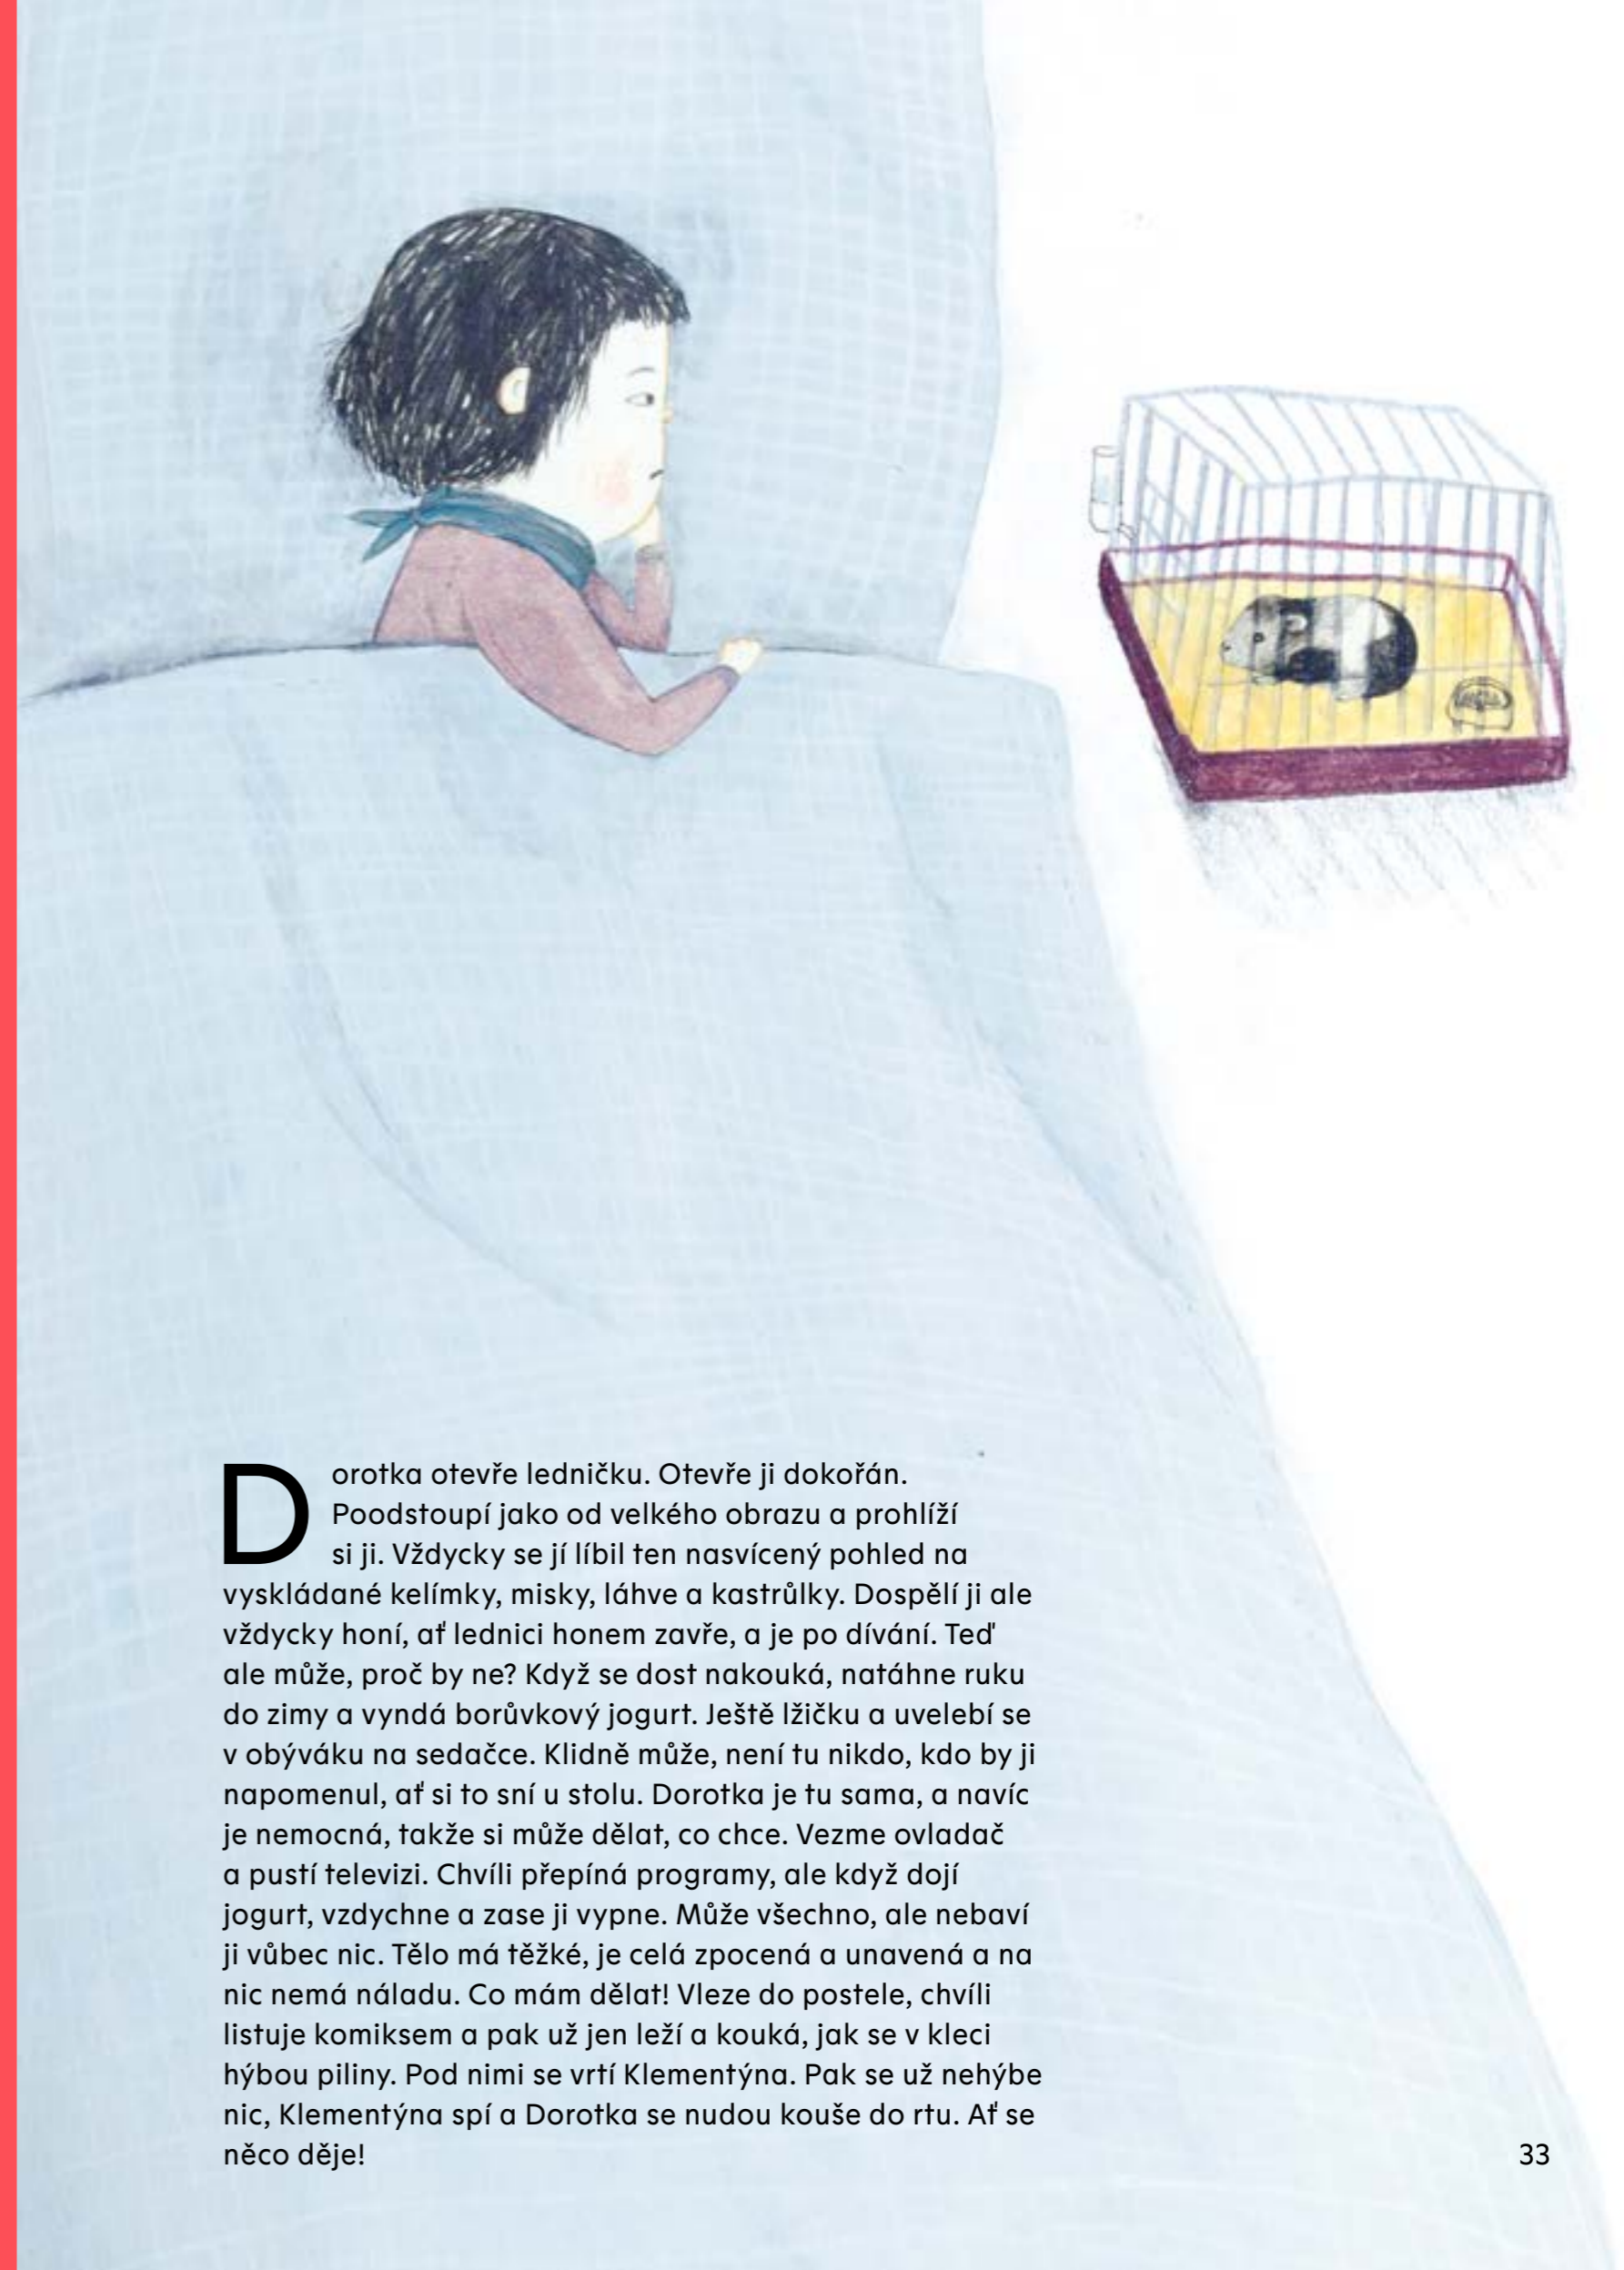 Dorotka otevře ledničku. Otevře ji dokořán.
Poodstoupí jako od velkého obrazu a prohlíží
si ji. Vždycky se jí líbil ten nasvícený pohled na
vyskládané kelímky, misky, láhve a kastrůlky. Dospělí ji ale
vždycky honí, ať lednici honem zavře, a je po dívání. Teď
ale může, proč by ne? Když se dost nakouká, natáhne ruku
do zimy a vyndá borůvkový jogurt. Ještě lžičku a uvelebí se
v obýváku na sedačce. Klidně může, není tu nikdo, kdo by ji
napomenul, ať si to sní u stolu. Dorotka je tu sama, a navíc
je nemocná, takže si může dělat, co chce. Vezme ovladač
a pustí televizi. Chvíli přepíná programy, ale když dojí
jogurt, vzdychne a zase ji vypne. Může všechno, ale nebaví
ji vůbec nic. Tělo má těžké, je celá zpocená a unavená a na
nic nemá náladu. Co mám dělat! Vleze do postele, chvíli
listuje komiksem a pak už jen leží a kouká, jak se v kleci
hýbou piliny. Pod nimi se vrtí Klementýna. Pak se už nehýbe
nic, Klementýna spí a Dorotka se nudou kouše do rtu. Ať se
něco děje!
33